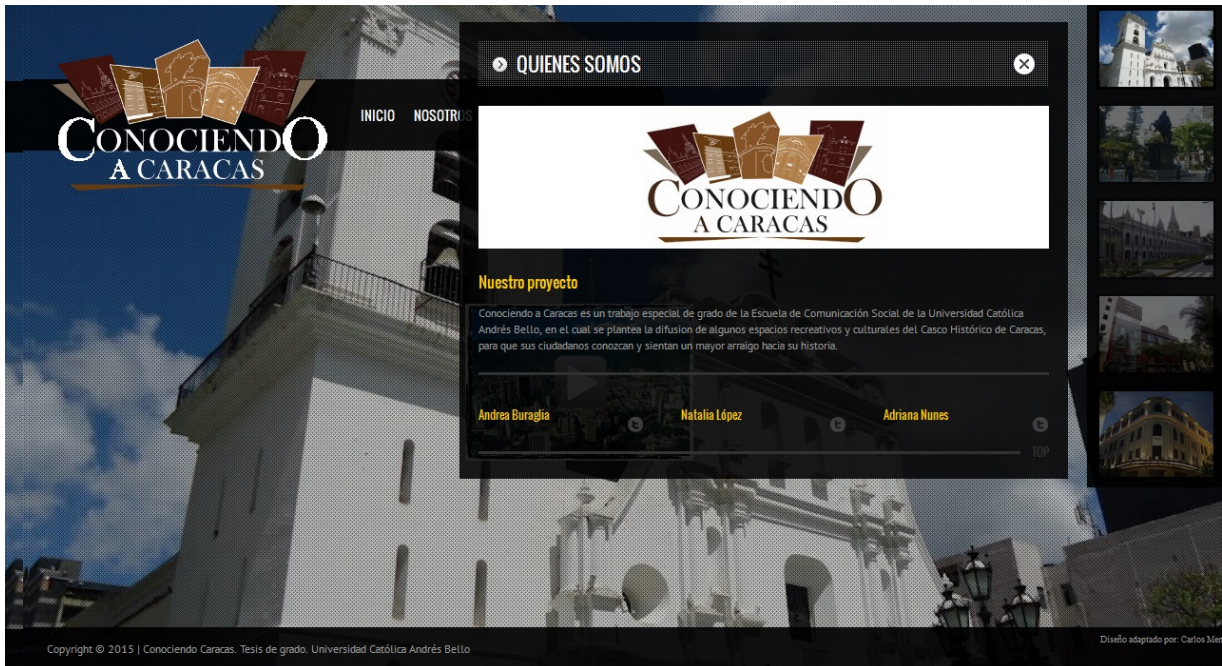 CONOCIENDO
A CARACAS
INICIO NOSOTROS
QUIENES SOMOS
CONOCIENDO
A CARACAS
Nuestro proyecto
Conociendo a Caracas es un trabajo especial de grado de la Escuela de Comunicación Social de la Universidad Católica
Andrés Bello, en el cual se plantea la difusion de algunos espacios recreativos y culturales del Casco Histórico de Caracas,
para que sus ciudadanos conozcan y sientan un mayor arraigo hacia su historia.
Andrea Buraglia Natalia López Adriana Nunes
TOP
Diseño adaptado por: Carlos Men
Copyright © 2015 | Conociendo Caracas. Tesis de grado. Universidad Católica Andrés Bello